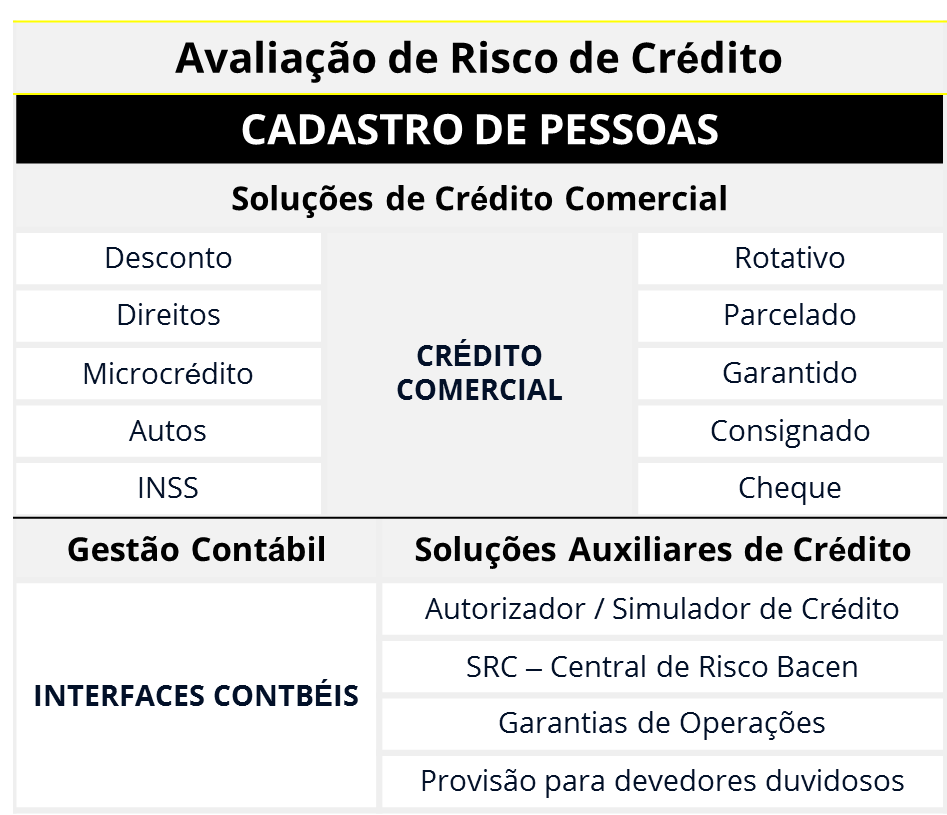 Avaliação de Risco de Crédito
CADASTRO DE PESSOAS
Soluções de Crédito Comercial
Desconto
Direitos
Microcrédito
Autos
INSS
CRÉDITO
COMERCIAL
Rotativo
Parcelado
Garantido
Consignado
Cheque
Gestão Contábil
INTERFACES CONTBÉIS
Soluções Auxiliares de Crédito
Autorizador / Simulador de Crédito
SRC – Central de Risco Bacen
Garantias de Operações
Provisão para devedores duvidosos